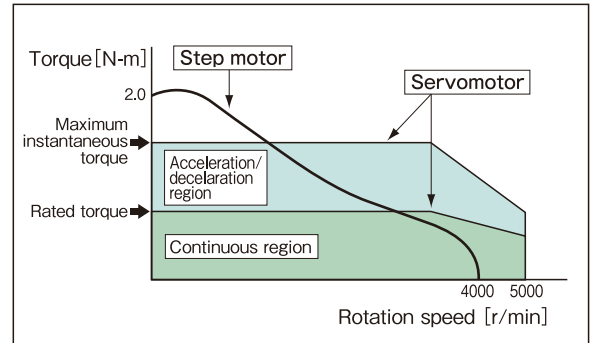 Torque[N-m]
Step motor
Servomotor
2.0
Maximum
instantaneous
torque
Acceleration/
decelaration
region
Rated torque
Continuous region
4000
5000
Rotation speed [r/min]